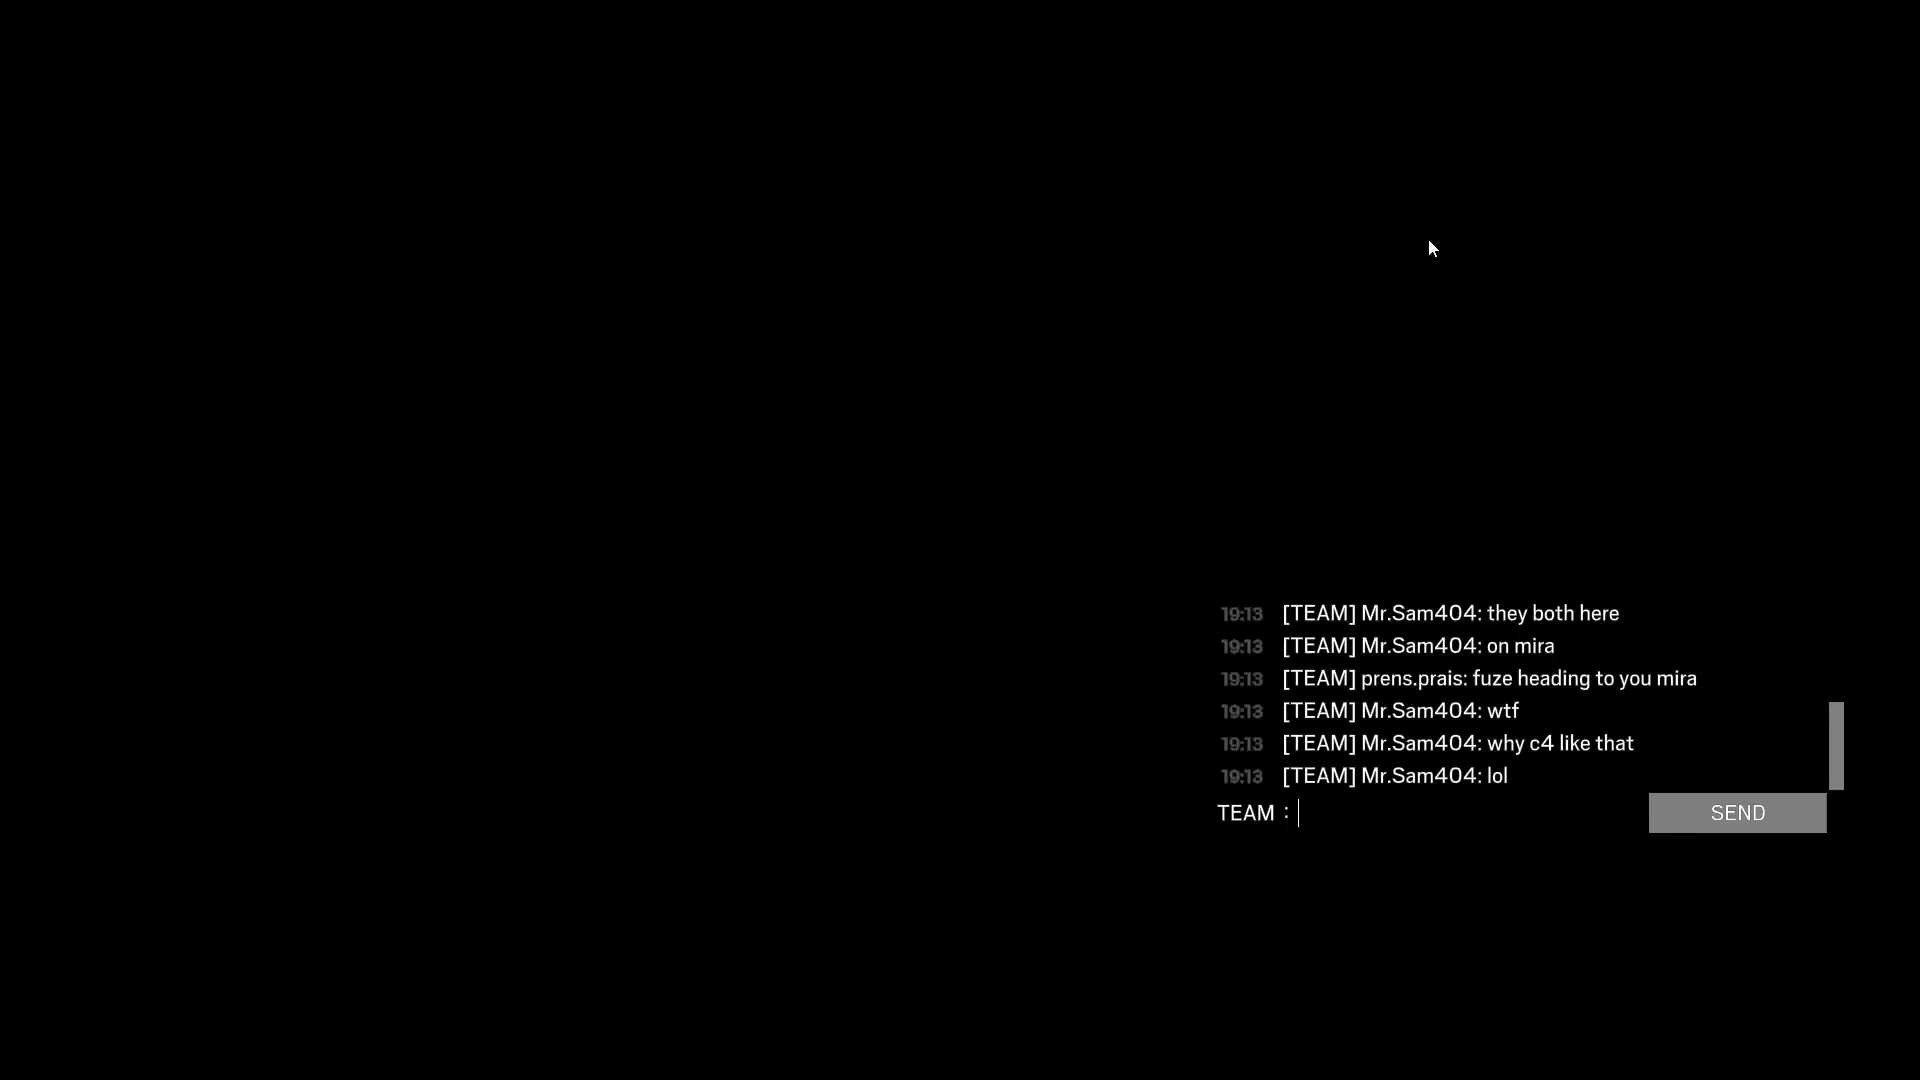 19:13 [TEAM] Mr.Sam404: they both here
19:13 [TEAM] Mr.Sam404: on mira
19:13 [TEAM] prens.prais: fuze heading to you mira
19:13 [TEAM] Mr.Sam404: wtf
19:13 [TEAM] Mr.Sam404: why c4 like that
19:13 [TEAM] Mr.Sam404: lol
TEAM : SEND